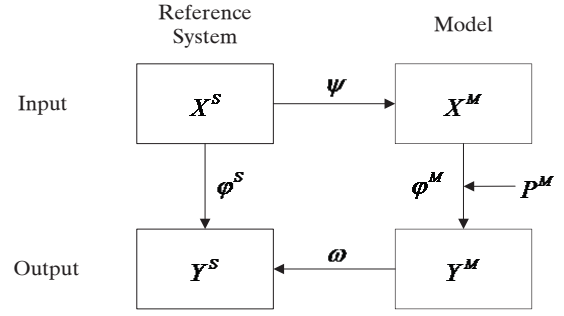 Reference
System
Model
Input
X^S
ψ
X^M
φ^S
φ^M
P^M
Output
Y^S
ω
Y^M